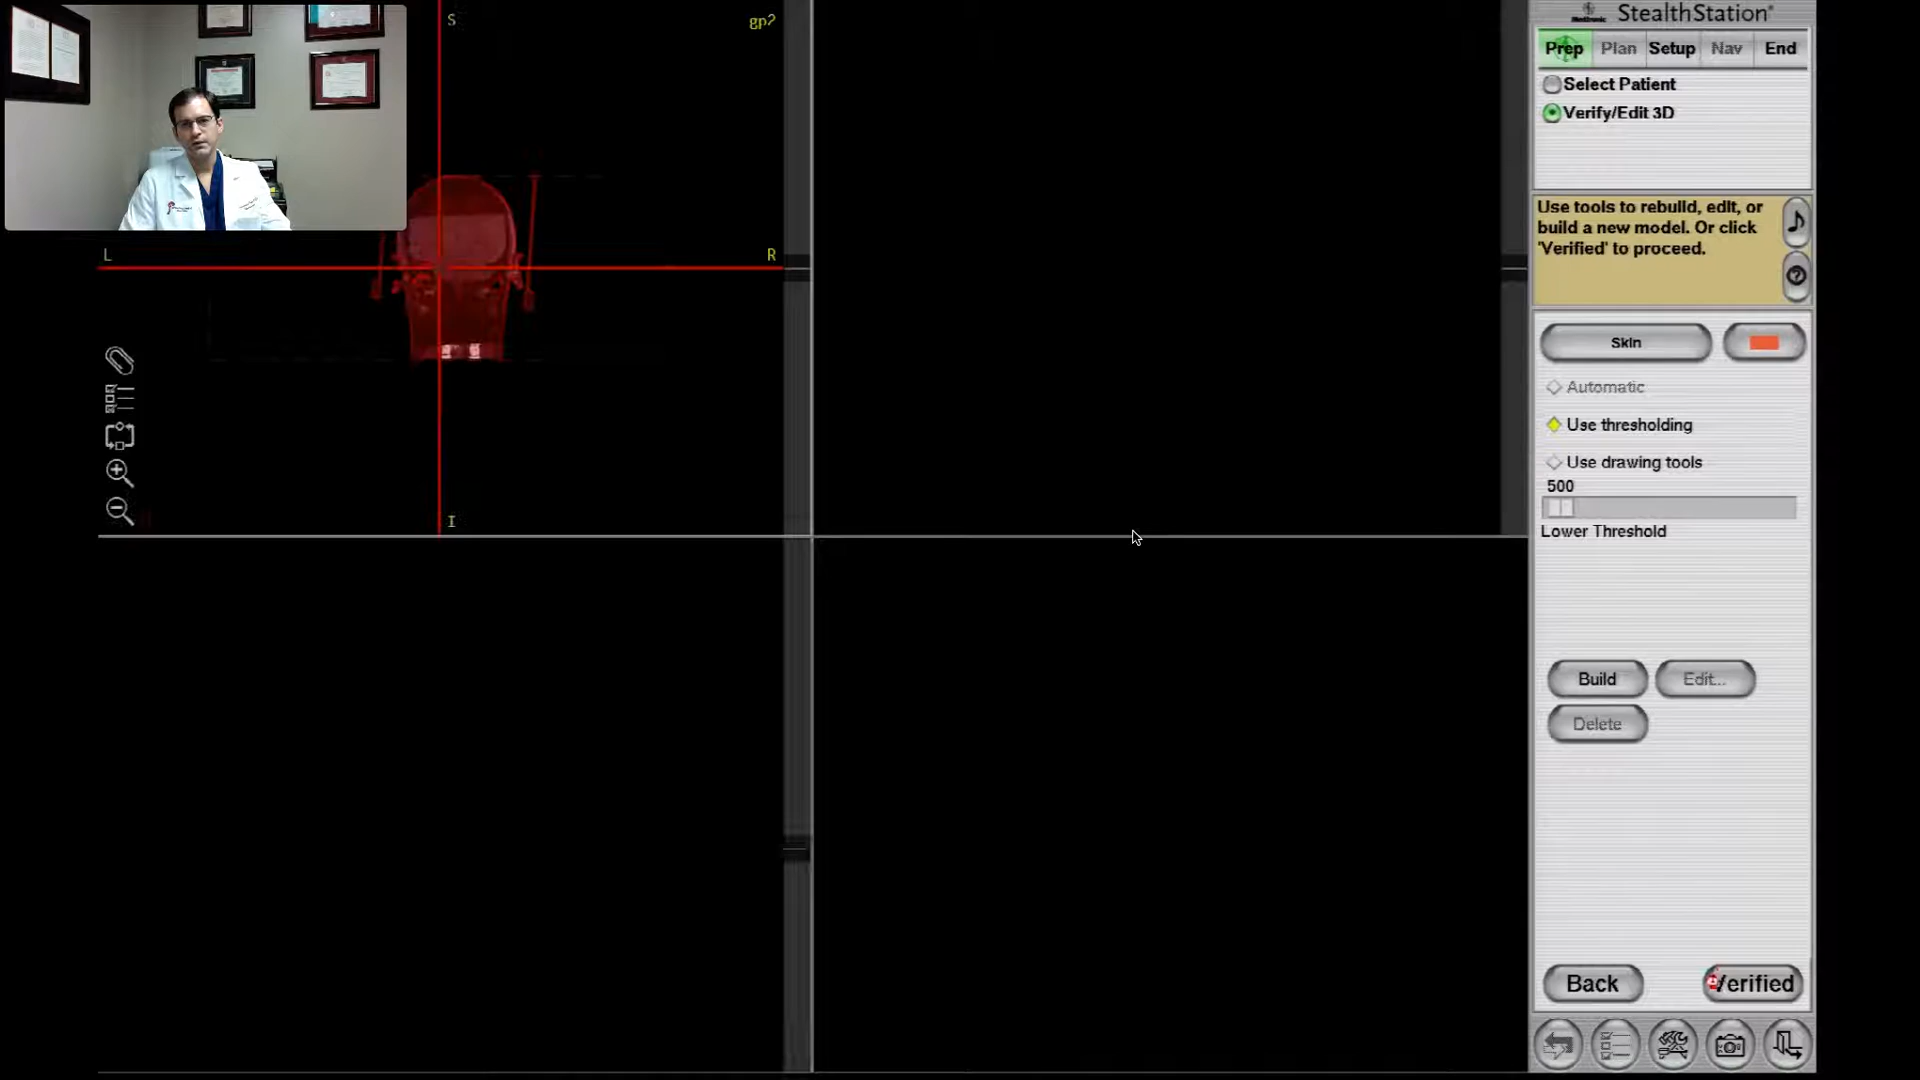 S
gp2
L
R
I
Medtronic
StealthStation®
Prep
Plan
Setup
Nav
End
Select Patient
Verify/Edit 3D
Use tools to rebuild, edit, or
build a new model. Or click
'Verified' to proceed.
Skin
Automatic
Use thresholding
Use drawing tools
500
Lower Threshold
Build
Edit...
Delete
Back
Verified